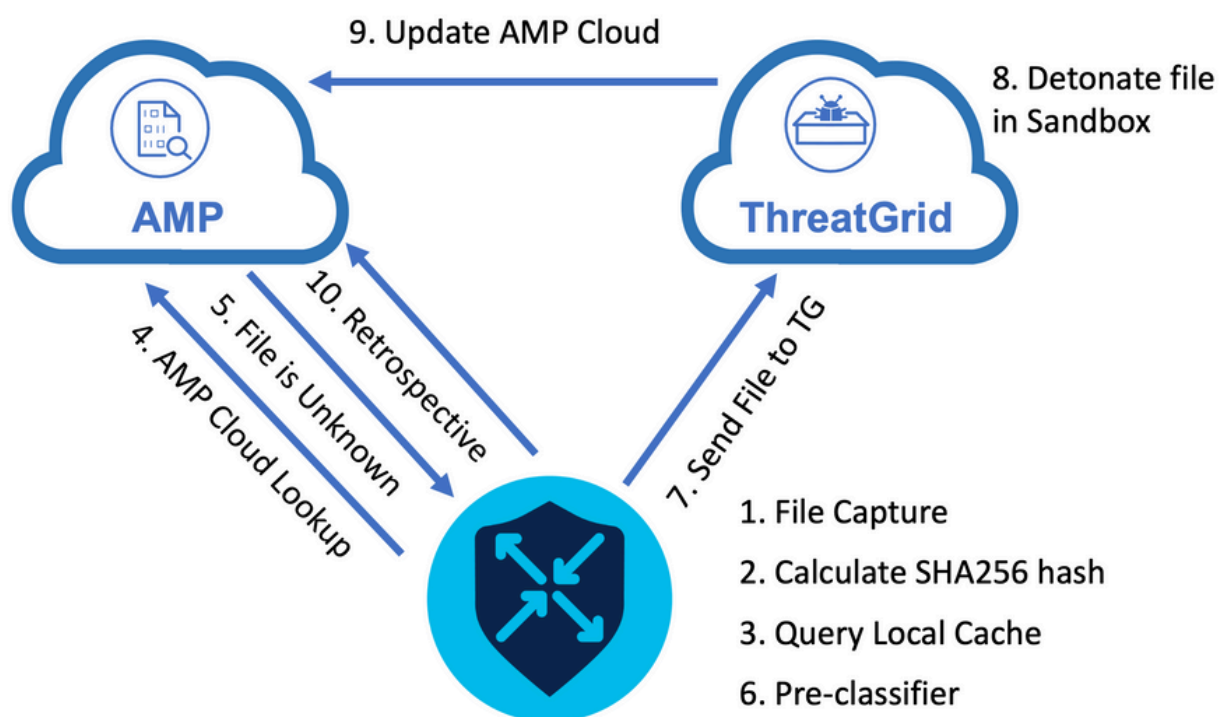 9. Update AMP Cloud
8. Detonate file
in Sandbox
AMP
ThreatGrid
4. AMP Cloud Lookup
5. File is Unknown
10. Retrospective
7. Send File to TG
1. File Capture
2. Calculate SHA256 hash
3. Query Local Cache
6. Pre-classifier